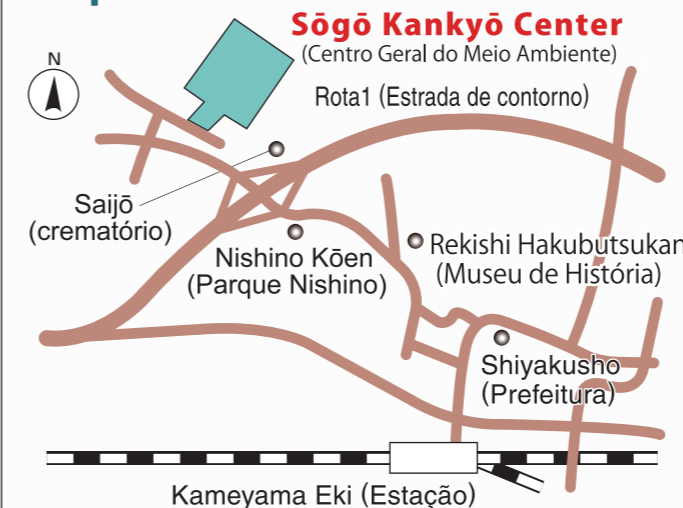 Sōgō Kankyō Center
(Centro Geral do Meio Ambiente)
N
Rota1 (Estrada de contorno)
Saijō
(crematório)
Nishino Kōen
(Parque Nishino)
Rekishi Hakubutsukan
(Museu de História)
Shiyakusho
(Prefeitura)
Kameyama Eki (Estação)